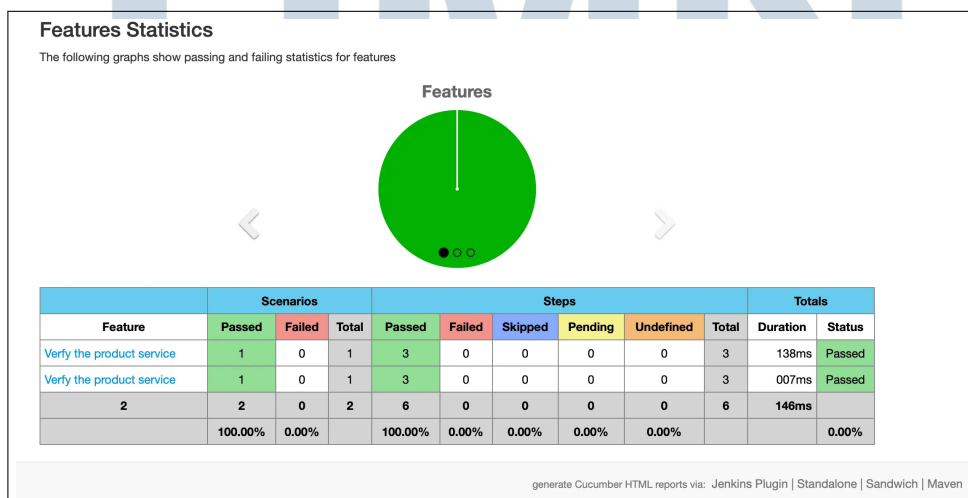 Features Statistics
The following graphs show passing and failing statistics for features
Features
Scenarios Steps Totals
Feature Passed Failed Total Passed Failed Skipped Pending Undefined Total Duration Status
Verfy the product service 1 0 1 3 0 0 0 0 3 138ms Passed
Verfy the product service 1 0 1 3 0 0 0 0 3 007ms Passed
2 2 0 2 6 0 0 0 0 6 146ms
100.00% 0.00% 100.00% 0.00% 0.00% 0.00% 0.00% 0.00%
generate Cucumber HTML reports via: Jenkins Plugin | Standalone | Sandwich | Maven